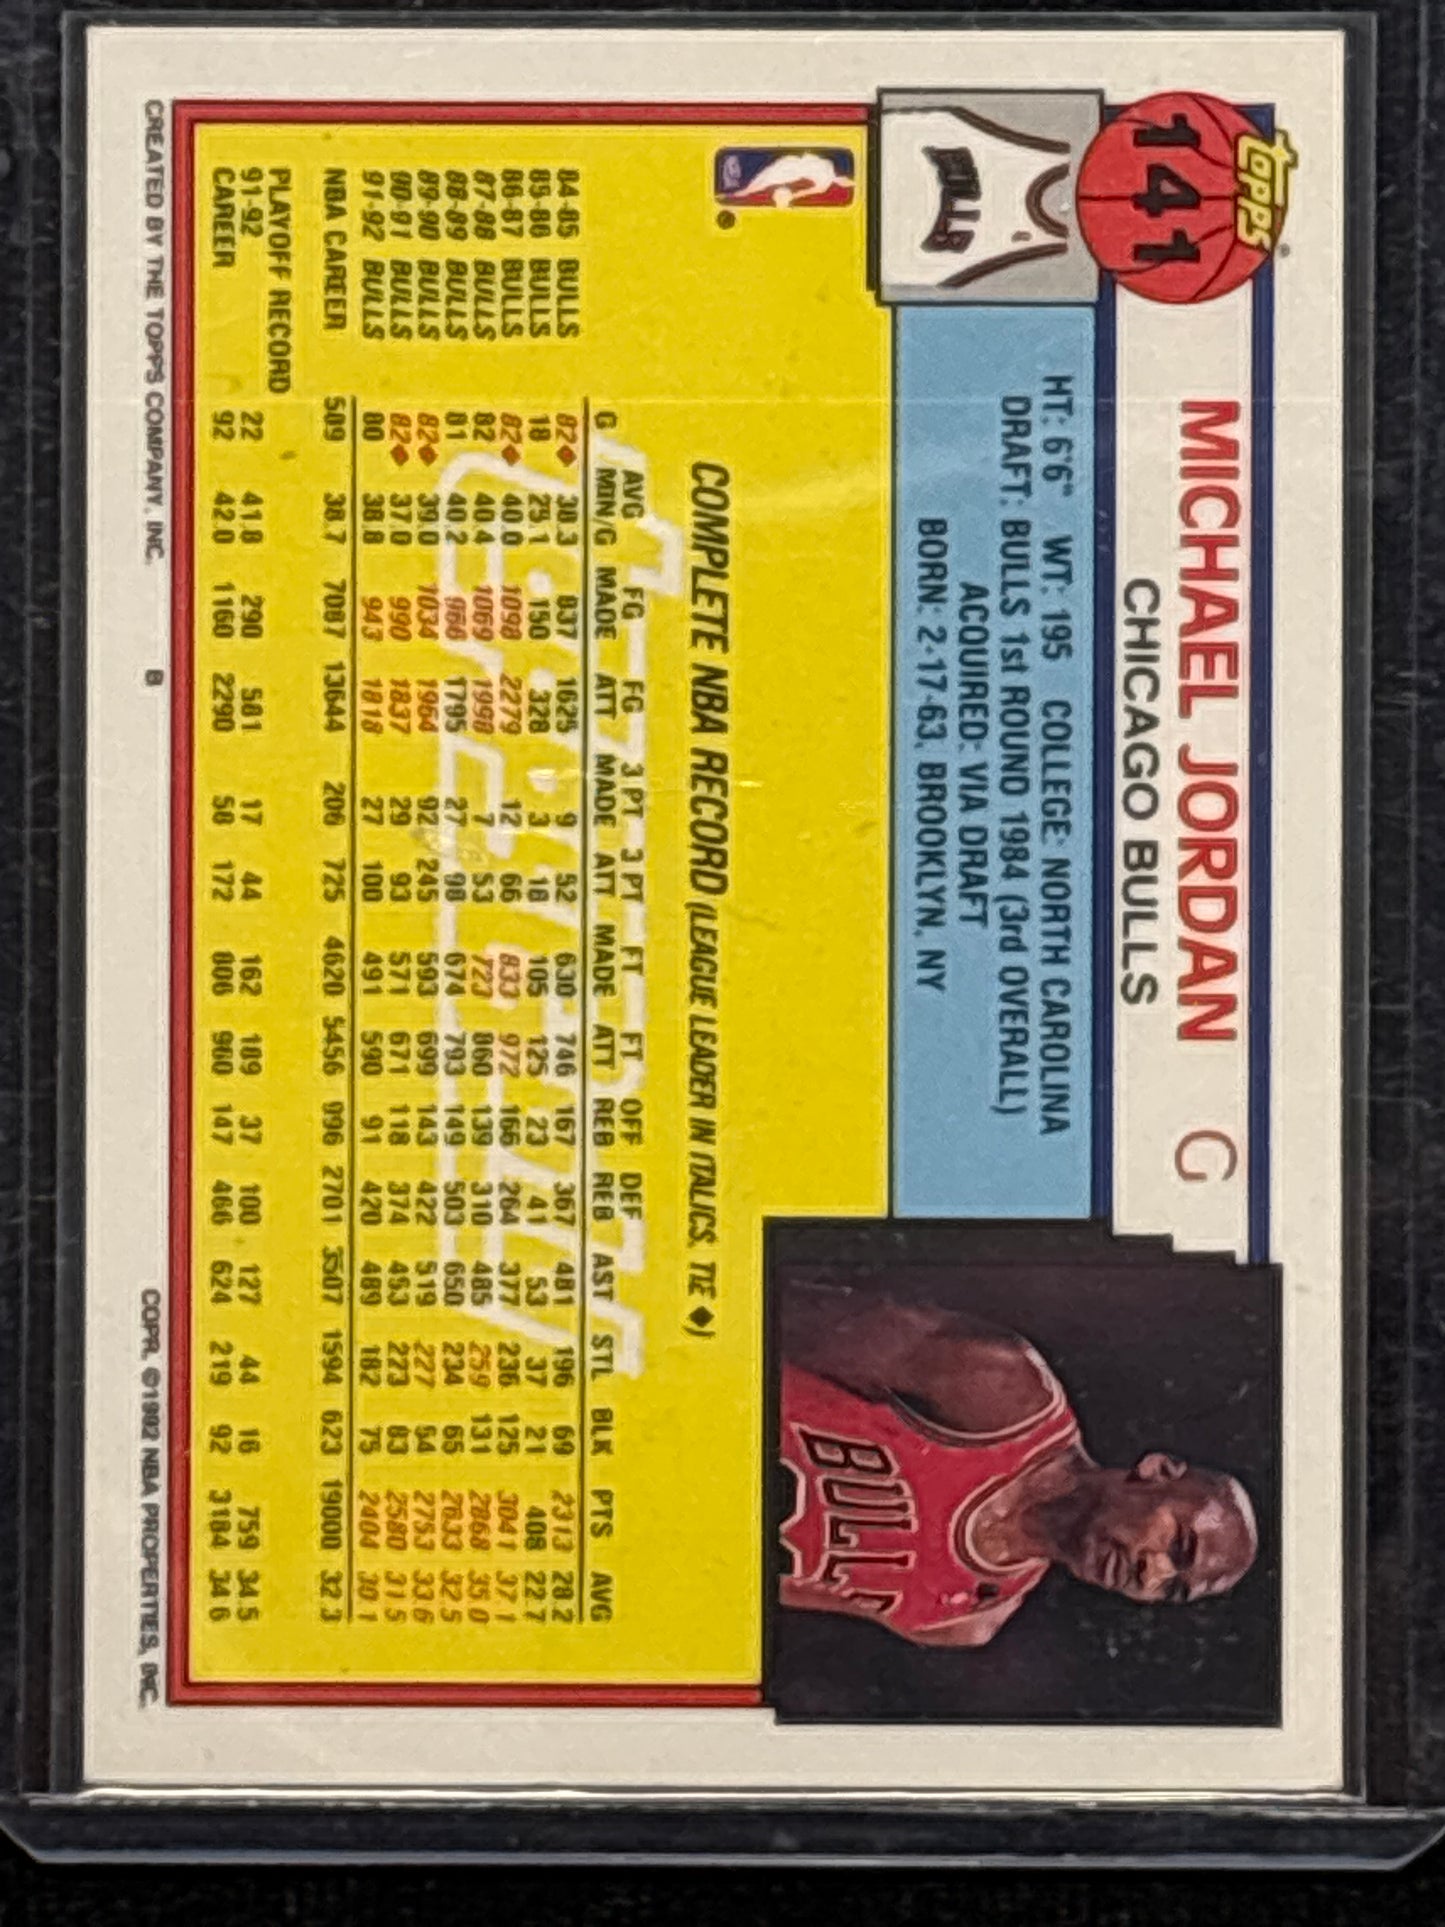 topps®
141
MICHAEL JORDAN G
CHICAGO BULLS
BULLS
HT: 6'6" WT: 195 COLLEGE: NORTH CAROLINA
DRAFT: BULLS 1st ROUND 1984 (3rd OVERALL)
ACQUIRED: VIA DRAFT
BORN: 2-17-63, BROOKLYN, NY
BULLS
NBA ®
COMPLETE NBA RECORD (LEAGUE LEADER IN ITALICS, TIE ◆)
AVG FG FG 3 PT 3 PT FT FT OFF DEF
G MIN/G MADE ATT MADE ATT MADE ATT REB REB AST STL BLK PTS AVG
84-85 BULLS 82◆ 38.3 837 1625 9 52 630 746 167 367 481 196 69 2313 28.2
85-86 BULLS 18 25.1 150 328 3 18 105 125 23 41 53 37 21 408 22.7
86-87 BULLS 82◆ 40.0 1098 2279 12 66 833 972 166 264 377 236 125 3041 37.1
87-88 BULLS 82 40.4 1069 1998 7 53 723 860 139 310 485 259 131 2868 35.0
88-89 BULLS 81 40.2 966 1795 27 98 674 793 149 503 650 234 65 2633 32.5
89-90 BULLS 82◆ 39.0 1034 1964 92 245 593 699 143 422 519 227 54 2753 33.6
90-91 BULLS 82◆ 37.0 990 1837 29 93 571 671 118 374 453 223 83 2580 31.5
91-92 BULLS 80 38.8 943 1818 27 100 491 590 91 420 489 182 75 2404 30.1
NBA CAREER 589 38.7 7087 13644 206 725 4620 5456 996 2701 3507 1594 623 19000 32.3
PLAYOFF RECORD
91-92 22 41.8 290 581 17 44 162 189 37 100 127 44 16 759 34.5
CAREER 92 42.0 1160 2290 58 172 806 960 147 466 624 219 92 3184 34.6
CREATED BY THE TOPPS COMPANY, INC. B COPR. ©1992 NBA PROPERTIES, INC.